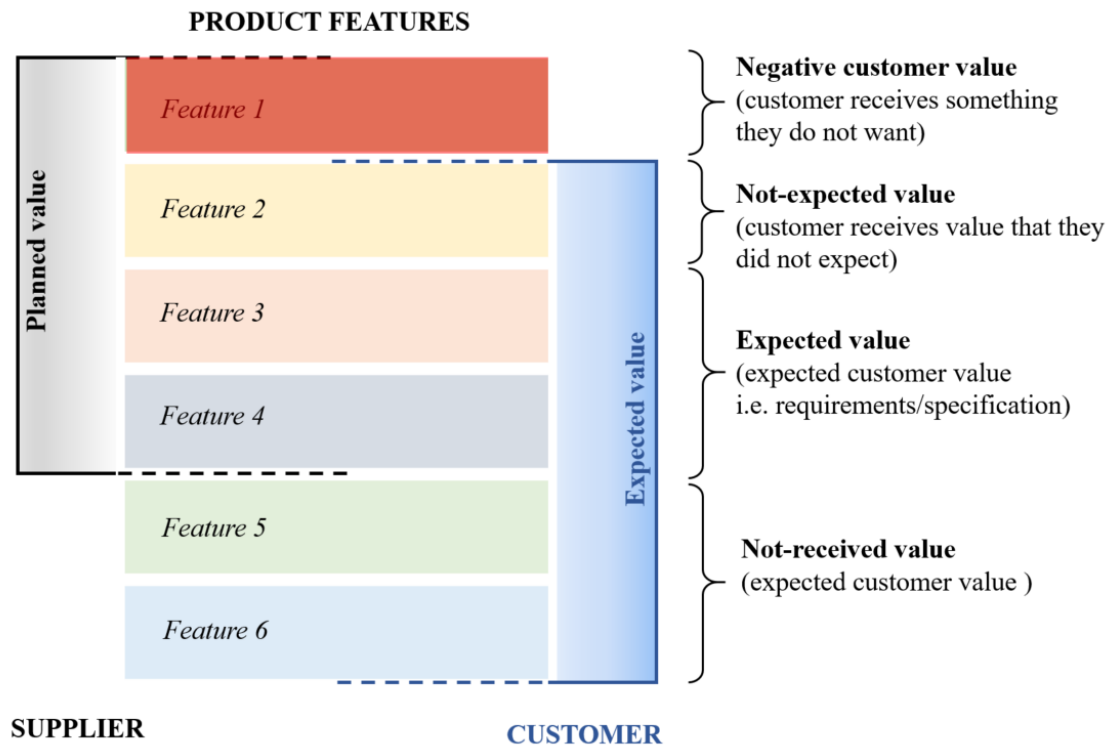 PRODUCT FEATURES
Planned value
Feature 1
Feature 2
Feature 3
Feature 4
Feature 5
Feature 6
Expected value
Negative customer value
(customer receives something
they do not want)
Not-expected value
(customer receives value that they
did not expect)
Expected value
(expected customer value
i.e. requirements/specification)
Not-received value
(expected customer value )
SUPPLIER
CUSTOMER